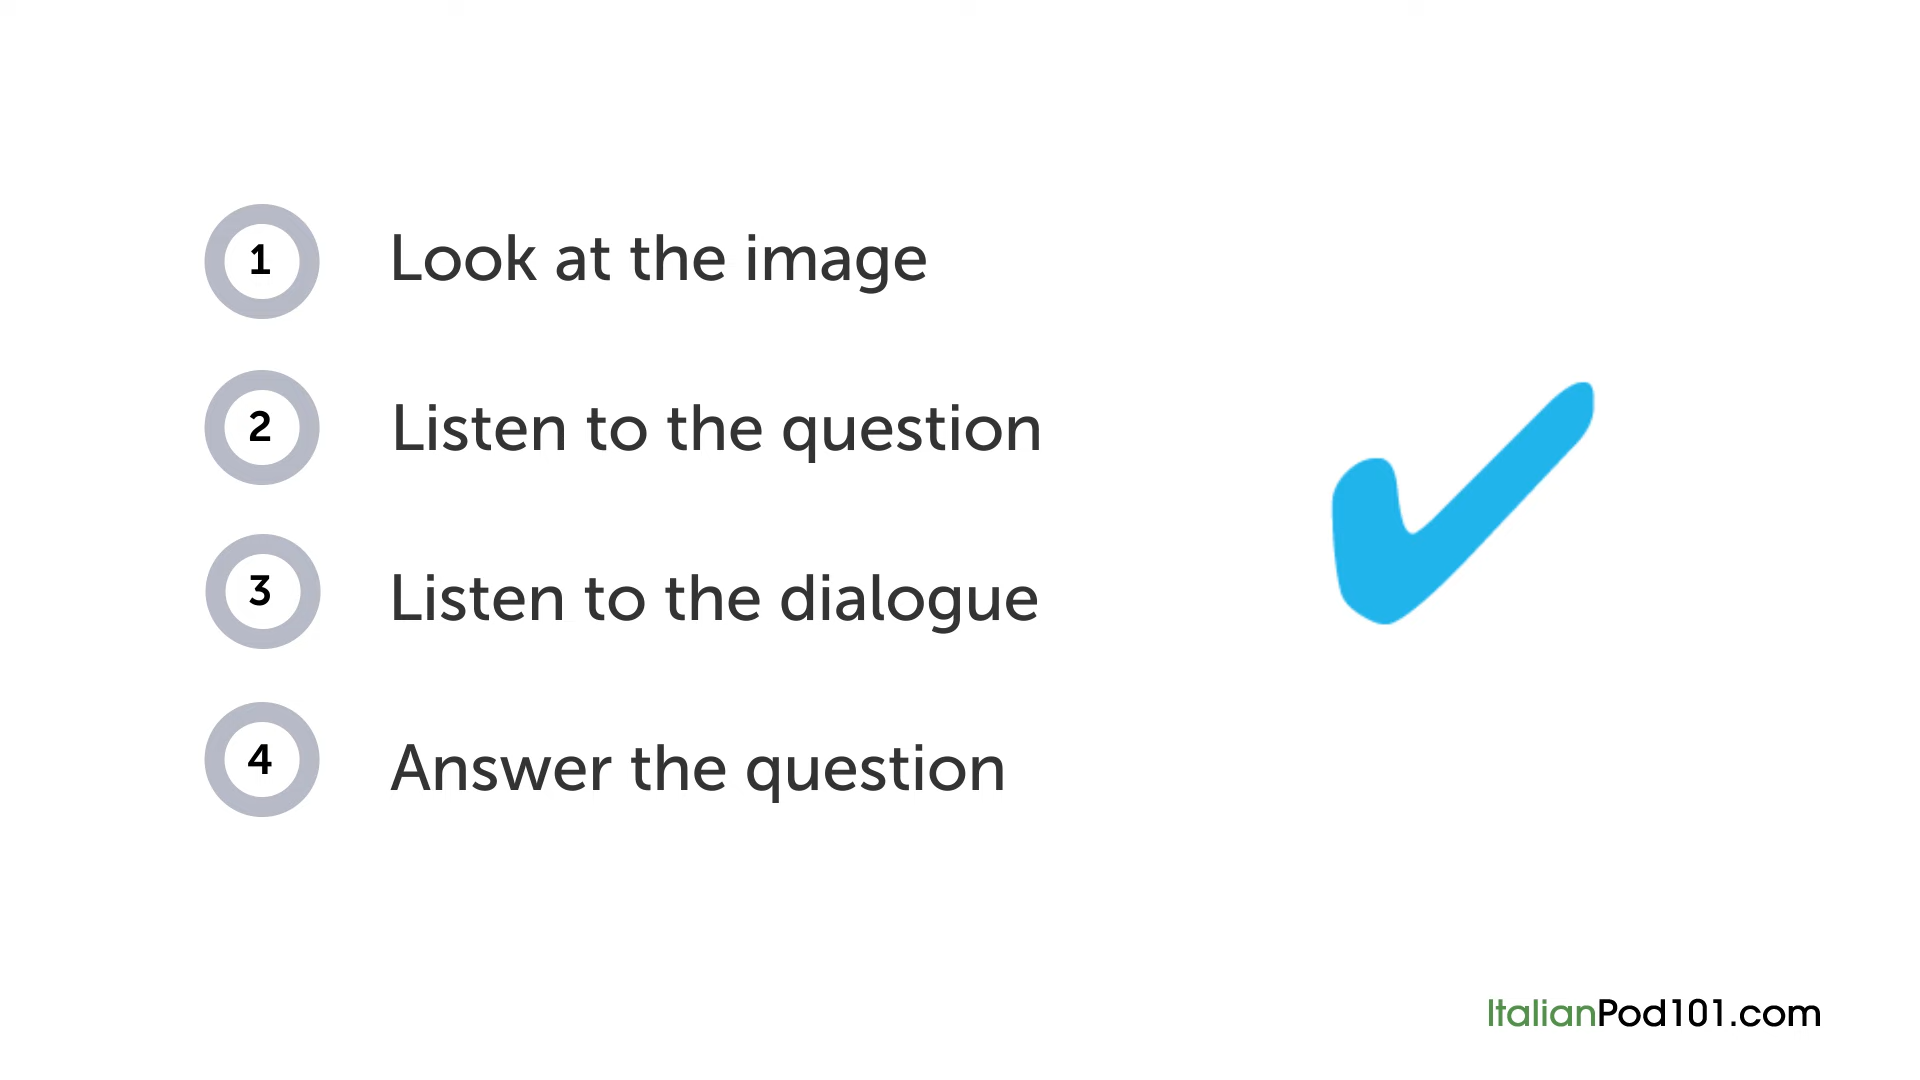 1 Look at the image
2 Listen to the question
3 Listen to the dialogue
4 Answer the question
ItalianPod101.com